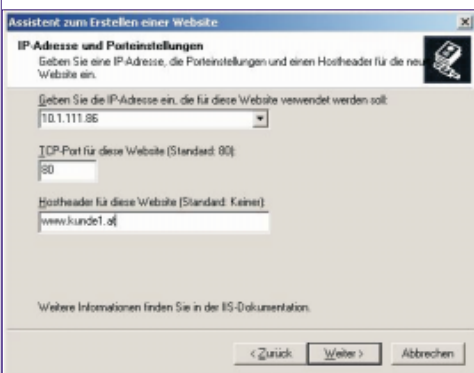 Assistent zum Erstellen einer Website
IP-Adresse und Porteinstellungen
Geben Sie eine IP-Adresse, die Porteinstellungen und einen Hostheader für die neue
Website ein.
Geben Sie die IP-Adresse ein, die für diese Website verwendet werden soll:
10.1.111.86
TCP-Port für diese Website (Standard: 80):
80
Hostheader für diese Website (Standard: Keiner):
www.kunde1.at
Weitere Informationen finden Sie in der IIS-Dokumentation.
< Zurück
Weiter >
Abbrechen